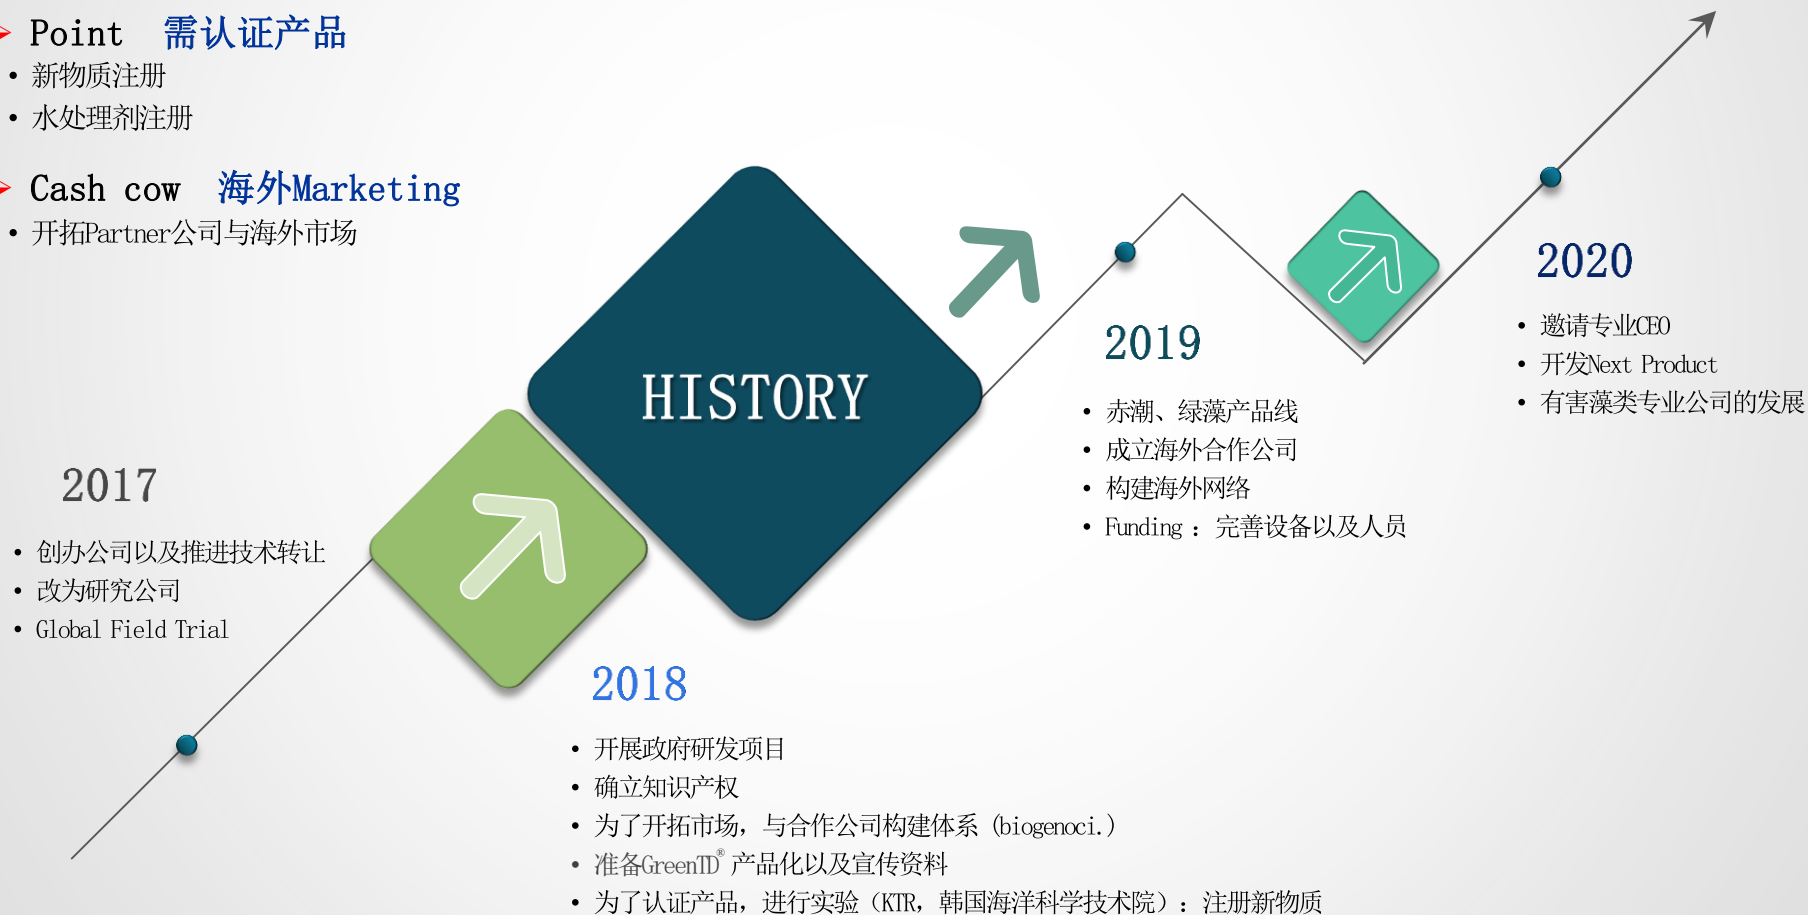 Point 需认证产品
• 新物质注册
• 水处理剂注册
Cash cow 海外Marketing
• 开拓Partner公司与海外市场
HISTORY
2017
• 创办公司以及推进技术转让
• 改为研究公司
• Global Field Trial
2018
• 开展政府研发项目
• 确立知识产权
• 为了开拓市场，与合作公司构建体系 (biogenoci.)
• 准备GreenTD® 产品化以及宣传资料
• 为了认证产品，进行实验（KTR，韩国海洋科学技术院）：注册新物质
2019
• 赤潮、绿藻产品线
• 成立海外合作公司
• 构建海外网络
• Funding ：完善设备以及人员
2020
• 邀请专业CEO
• 开发Next Product
• 有害藻类专业公司的发展